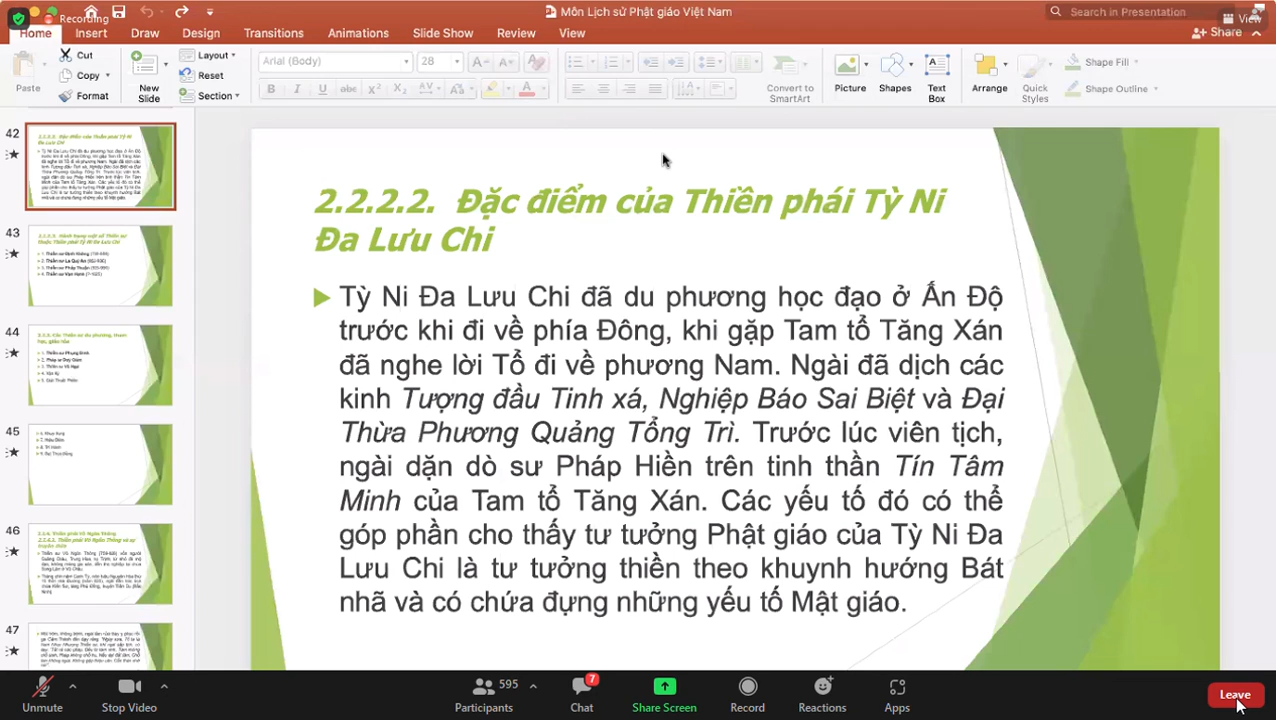 Recording
Môn Lịch sử Phật giáo Việt Nam
Search in Presentation
View
Home Insert Draw Design Transitions Animations Slide Show Review View
Share
Paste
Cut
Copy
Format
New Slide
Layout
Reset
Section
Arial (Body) 28
Convert to SmartArt
Picture
Shapes
Text Box
Arrange
Quick Styles
Shape Fill
Shape Outline
42
43
44
45
46
47
2.2.2.2. Đặc điểm của Thiền phái Tỳ Ni
Đa Lưu Chi
Tỳ Ni Đa Lưu Chi đã du phương học đạo ở Ấn Độ
trước khi đi về phía Đông, khi gặp Tam tổ Tăng Xán
đã nghe lời Tổ đi về phương Nam. Ngài đã dịch các
kinh Tượng đầu Tinh xá, Nghiệp Báo Sai Biệt và Đại
Thừa Phương Quảng Tổng Trì. Trước lúc viên tịch,
ngài dặn dò sư Pháp Hiền trên tinh thần Tín Tâm
Minh của Tam tổ Tăng Xán. Các yếu tố đó có thể
góp phần cho thấy tư tưởng Phật giáo của Tỳ Ni Đa
Lưu Chi là tư tưởng thiền theo khuynh hướng Bát
nhã và có chứa đựng những yếu tố Mật giáo.
Unmute
Stop Video
595
Participants
7
Chat
Share Screen
Record
Reactions
Apps
Leave